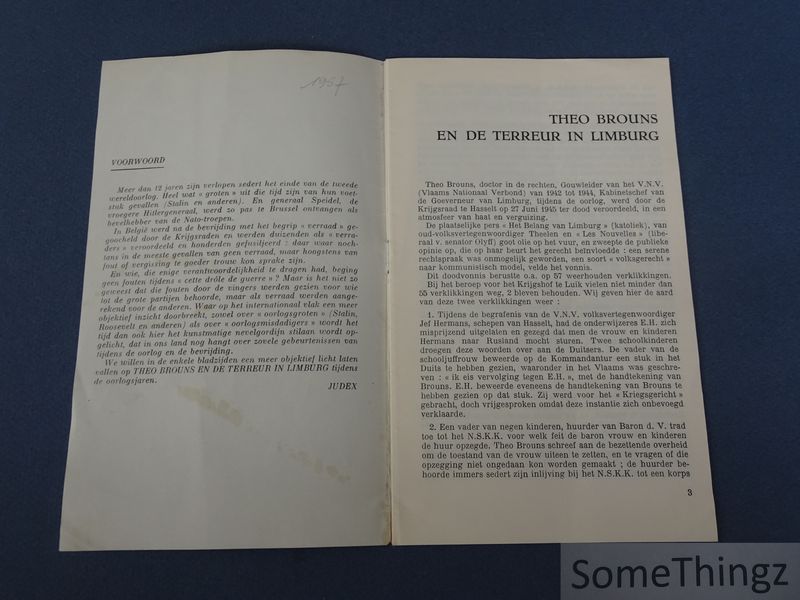 1957
VOORWOORD
Meer dan 12 jaren zijn verlopen sedert het einde van de tweede
wereldoorlog. Heel wat « groten » uit die tijd zijn van hun voet-
stuk gevallen (Stalin en anderen). En generaal Speidel, de
vroegere Hitlergeneraal, werd zo pas te Brussel ontvangen als
bevelhebber van de Nato-troepen.
In België werd na de bevrijding met het begrip « verraad » ge-
goocheld door de Krijgsraden en werden duizenden als « verra-
ders » veroordeeld en honderden gefusiljeerd : daar waar noch-
tans in de meeste gevallen van geen verraad, maar hoogstens van
fout of vergissing te goeder trouw kon sprake zijn.
En wie, die enige verantwoordelijkheid te dragen had, beging
geen fouten tijdens « cette drôle de guerre » ? Maar is het niet zo
geweest dat die fouten door de vingers werden gezien voor wie
tot de grote partijen behoorde, maar als verraad werden aange-
rekend voor de anderen. Waar op het internationaal vlak een meer
objektief inzicht doorbreekt, zowel over « oorlogsgroten » (Stalin,
Roosevelt en anderen) als over « oorlogsmisdadigers » wordt het
tijd dan ook hier het kunstmatige nevelgordijn stilaan wordt op-
gelicht, dat in ons land nog hangt over zovele gebeurtenissen van
tijdens de oorlog en de bevrijding.
We willen in de enkele bladzijden een meer objektief licht laten
vallen op THEO BROUNS EN DE TERREUR IN LIMBURG tijdens
de oorlogsjaren.
JUDEX
THEO BROUNS
EN DE TERREUR IN LIMBURG
Theo Brouns, doctor in de rechten, Gouwleider van het V.N.V.
(Vlaams Nationaal Verbond) van 1942 tot 1944, Kabinetschef van
de Goeverneur van Limburg, tijdens de oorlog, werd door de
Krijgsraad te Hasselt op 27 Juni 1945 ter dood veroordeeld, in een
atmosfeer van haat en verguizing.
De plaatselijke pers « Het Belang van Limburg » (katoliek), van
oud-volksvertegenwoordiger Theelen en « Les Nouvelles » (libe-
raal v. senator Olyff) goot olie op het vuur, en zweepte de publieke
opinie op, die op haar beurt het gerecht beïnvloedde : een serene
rechtspraak was onmogelijk geworden, een soort « volksgerecht »
naar kommunistisch model, velde het vonnis.
Dit doodvonnis berustte o.a. op 57 weerhouden verklikkingen.
Bij het beroep voor het Krijgshof te Luik vielen niet minder dan
55 verklikkingen weg, 2 bleven behouden. Wij geven hier de aard
van deze twee verklikkingen weer :
1. Tijdens de begrafenis van de V.N.V. volksvertegenwoordiger
Jef Hermans, schepen van Hasselt, had de onderwijzeres E.H. zich
misprijzend uitgelaten en gezegd dat men de vrouw en kinderen
Hermans naar Rusland mocht sturen. Twee schoolkinderen
droegen deze woorden over aan de Duitsers. De vader van de
schooljuffrouw beweerde op de Kommandantur een stuk in het
Duits te hebben gezien, waaronder in het Vlaams was geschre-
ven : « ik eis vervolging tegen E.H. », met de handtekening van
Brouns. E.H. beweerde eveneens de handtekening van Brouns te
hebben gezien op dat stuk. Zij werd voor het « Kriegsgericht »
gebracht, doch vrijgesproken omdat deze instantie zich onbevoegd
verklaarde.
2. Een vader van negen kinderen, huurder van Baron d. V. trad
toe tot het N.S.K.K. voor welk feit de baron vrouw en kinderen
de huur opzegde. Theo Brouns schreef aan de bezettende overheid
om de toestand van de vrouw uiteen te zetten, en te vragen of die
opzegging niet ongedaan kon worden gemaakt ; de huurder be-
hoorde immers sedert zijn inlijving bij het N.S.K.K. tot een korps
3
SomeThingz